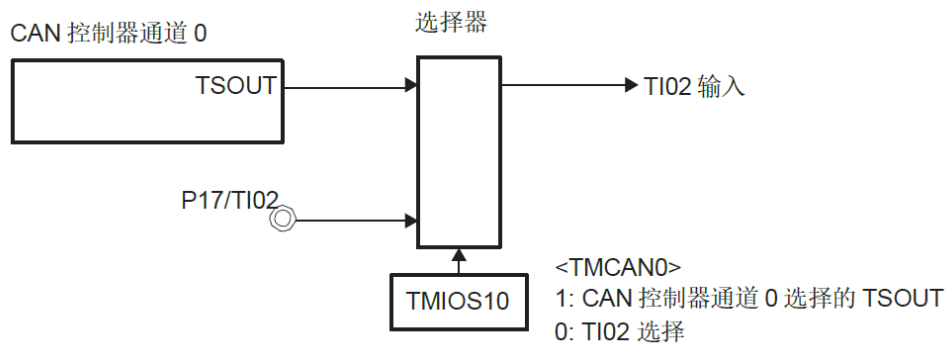 选择器
CAN 控制器通道 0
TSOUT
TI02 输入
P17/TI02
TMIOS10
<TMCAN0>
1: CAN 控制器通道 0 选择的 TSOUT
0: TI02 选择